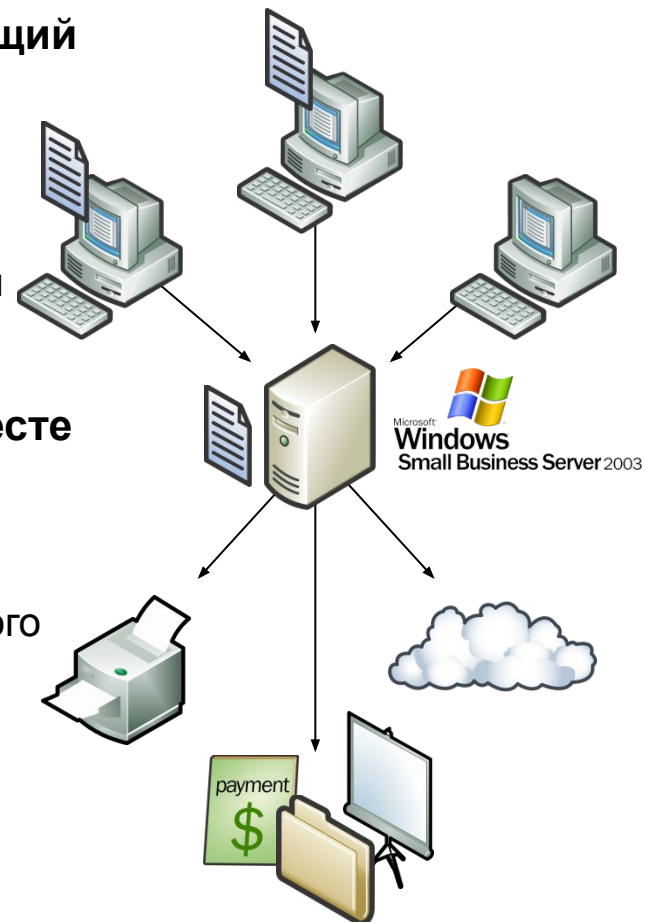 щий
и
есте
Microsoft
Windows
Small Business Server 2003
ого
payment
$